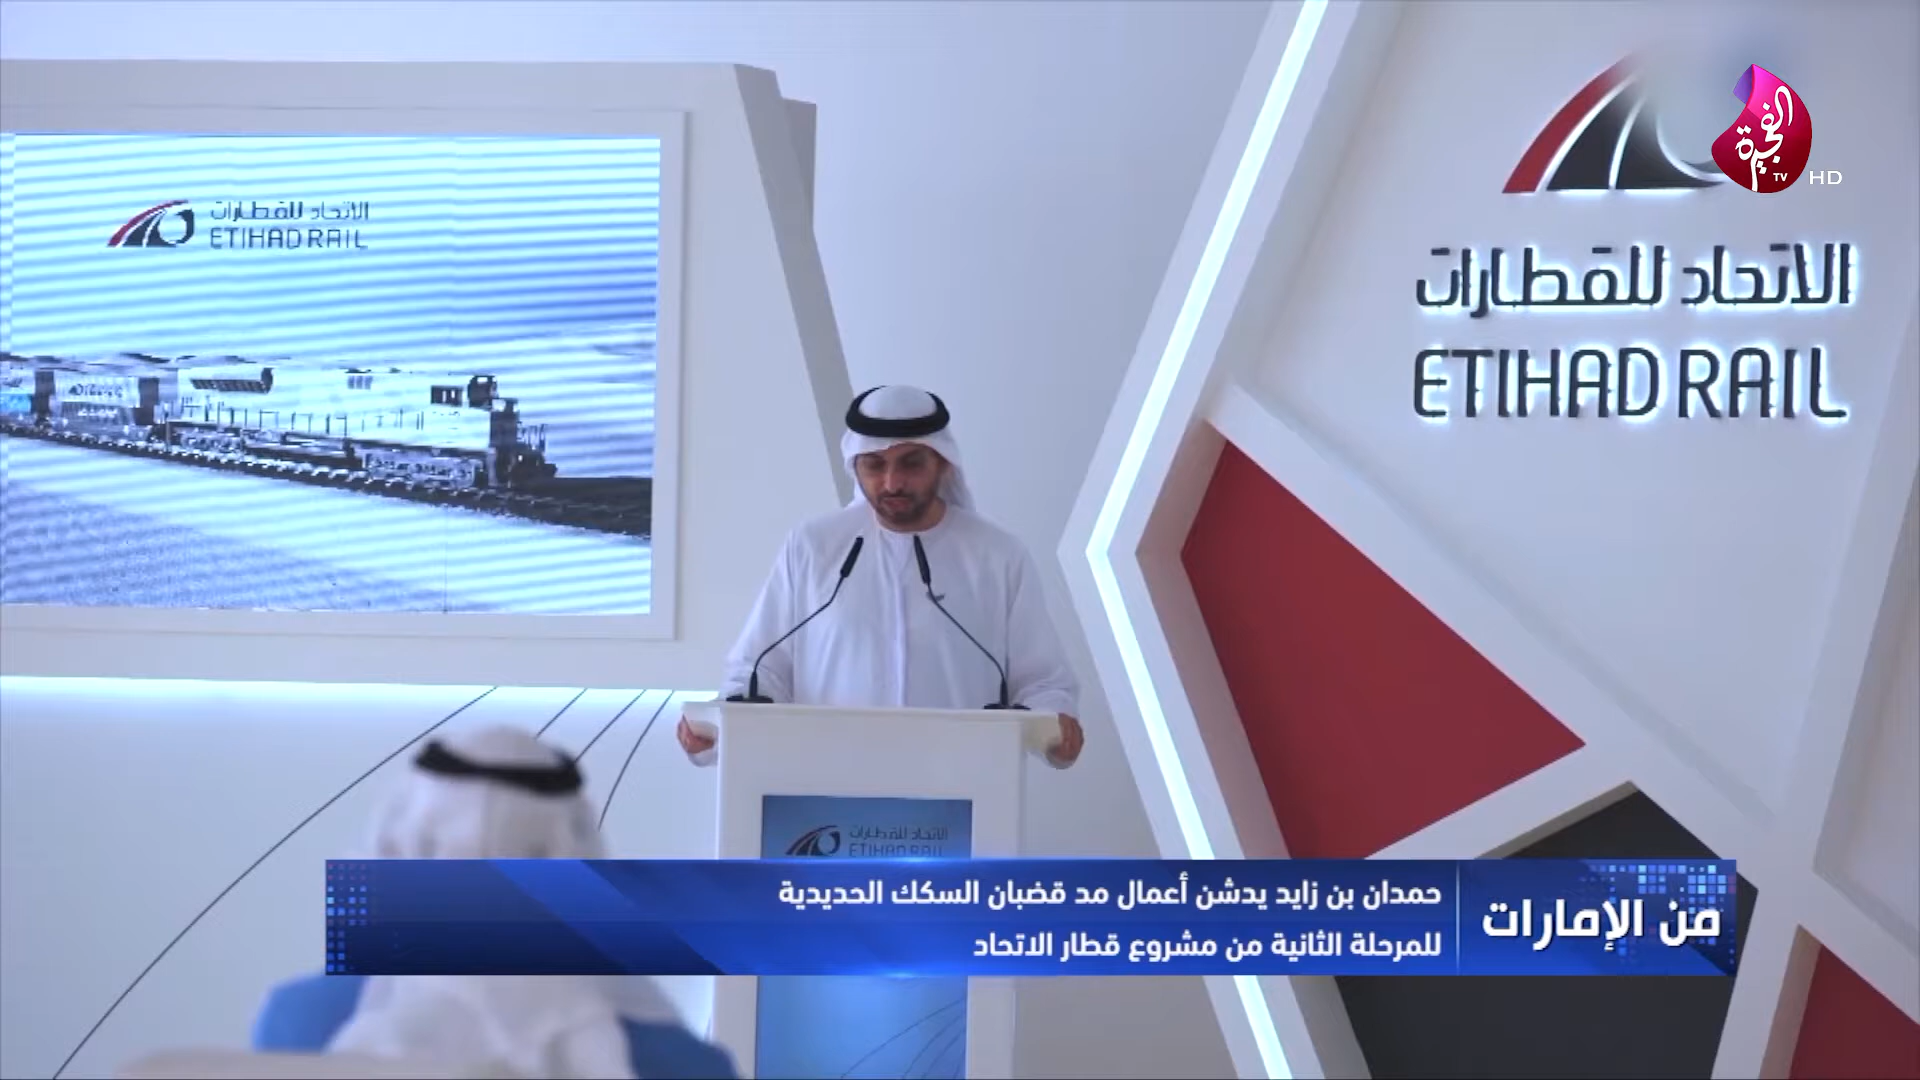 الفجيرة
TV HD
الاتحاد للقطارات
ETIHAD RAIL
الاتحاد للقطارات
ETIHAD RAIL
الاتحاد للقطارات
ETIHAD RAIL
من الإمارات
حمدان بن زايد يدشن أعمال مد قضبان السكك الحديدية
للمرحلة الثانية من مشروع قطار الاتحاد